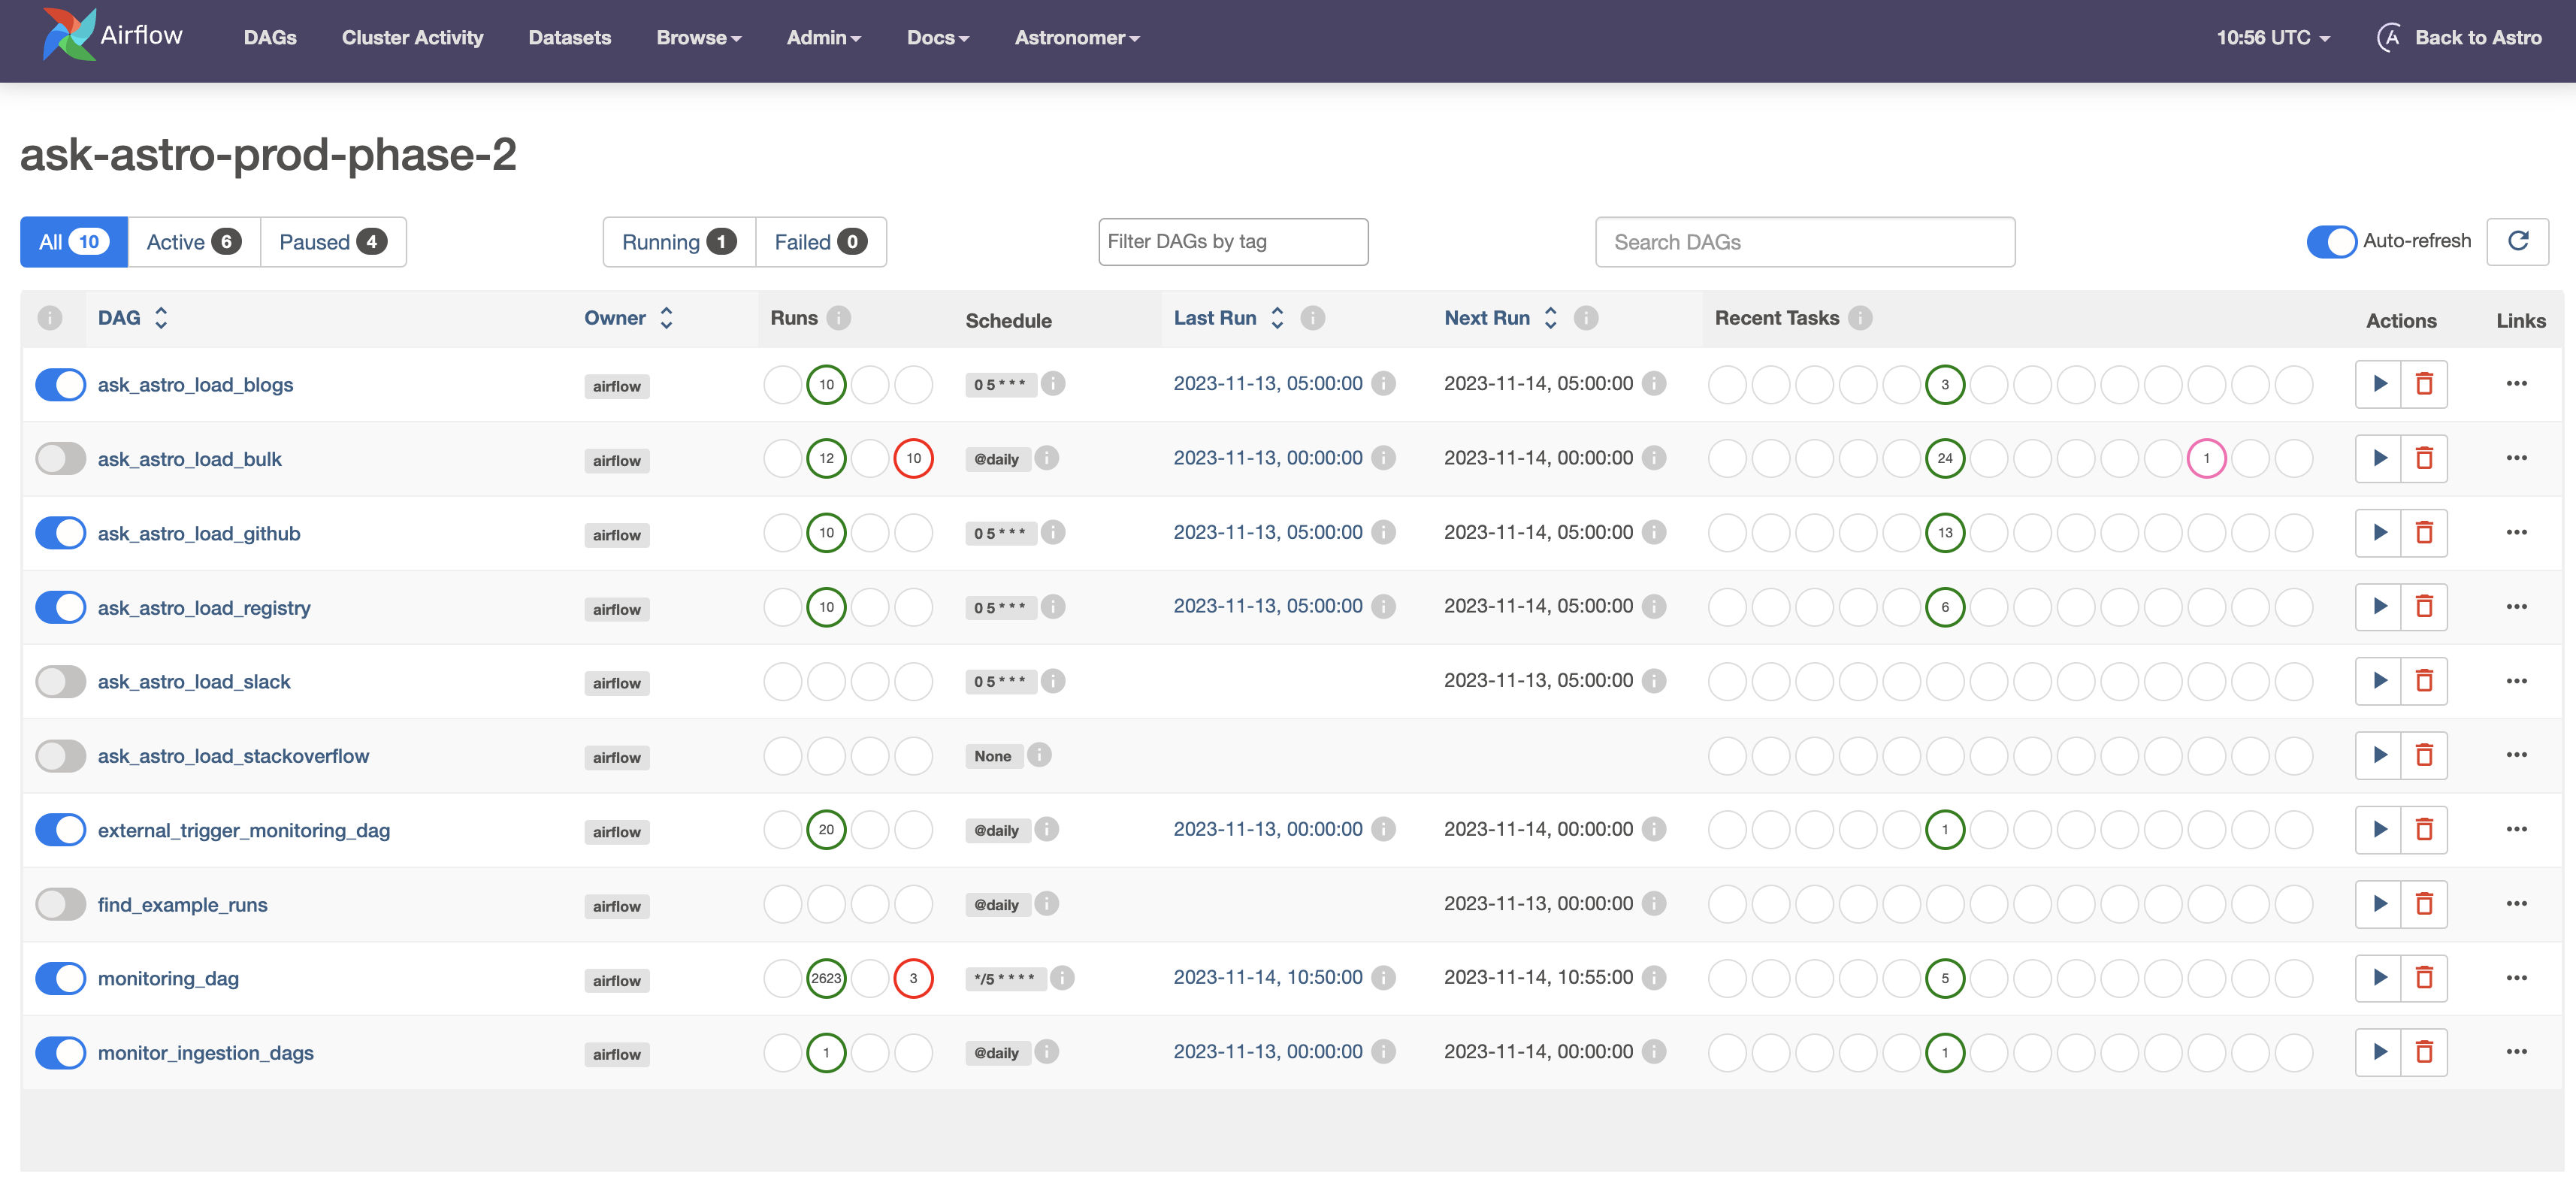 Airflow DAGs Cluster Activity Datasets Browse Admin Docs Astronomer 10:56 UTC Back to Astro
ask-astro-prod-phase-2
All 10 Active 6 Paused 4 Running 1 Failed 0 Filter DAGs by tag Search DAGs Auto-refresh
DAG Owner Runs Schedule Last Run Next Run Recent Tasks Actions Links
ask_astro_load_blogs airflow 10 0 5 * * * 2023-11-13, 05:00:00 2023-11-14, 05:00:00 3
ask_astro_load_bulk airflow 12 10 @daily 2023-11-13, 00:00:00 2023-11-14, 00:00:00 24 1
ask_astro_load_github airflow 10 0 5 * * * 2023-11-13, 05:00:00 2023-11-14, 05:00:00 13
ask_astro_load_registry airflow 10 0 5 * * * 2023-11-13, 05:00:00 2023-11-14, 05:00:00 6
ask_astro_load_slack airflow 0 5 * * * 2023-11-13, 05:00:00
ask_astro_load_stackoverflow airflow None
external_trigger_monitoring_dag airflow 20 @daily 2023-11-13, 00:00:00 2023-11-14, 00:00:00 1
find_example_runs airflow @daily 2023-11-13, 00:00:00
monitoring_dag airflow 2623 3 */5 * * * * 2023-11-14, 10:50:00 2023-11-14, 10:55:00 5
monitor_ingestion_dags airflow 1 @daily 2023-11-13, 00:00:00 2023-11-14, 00:00:00 1